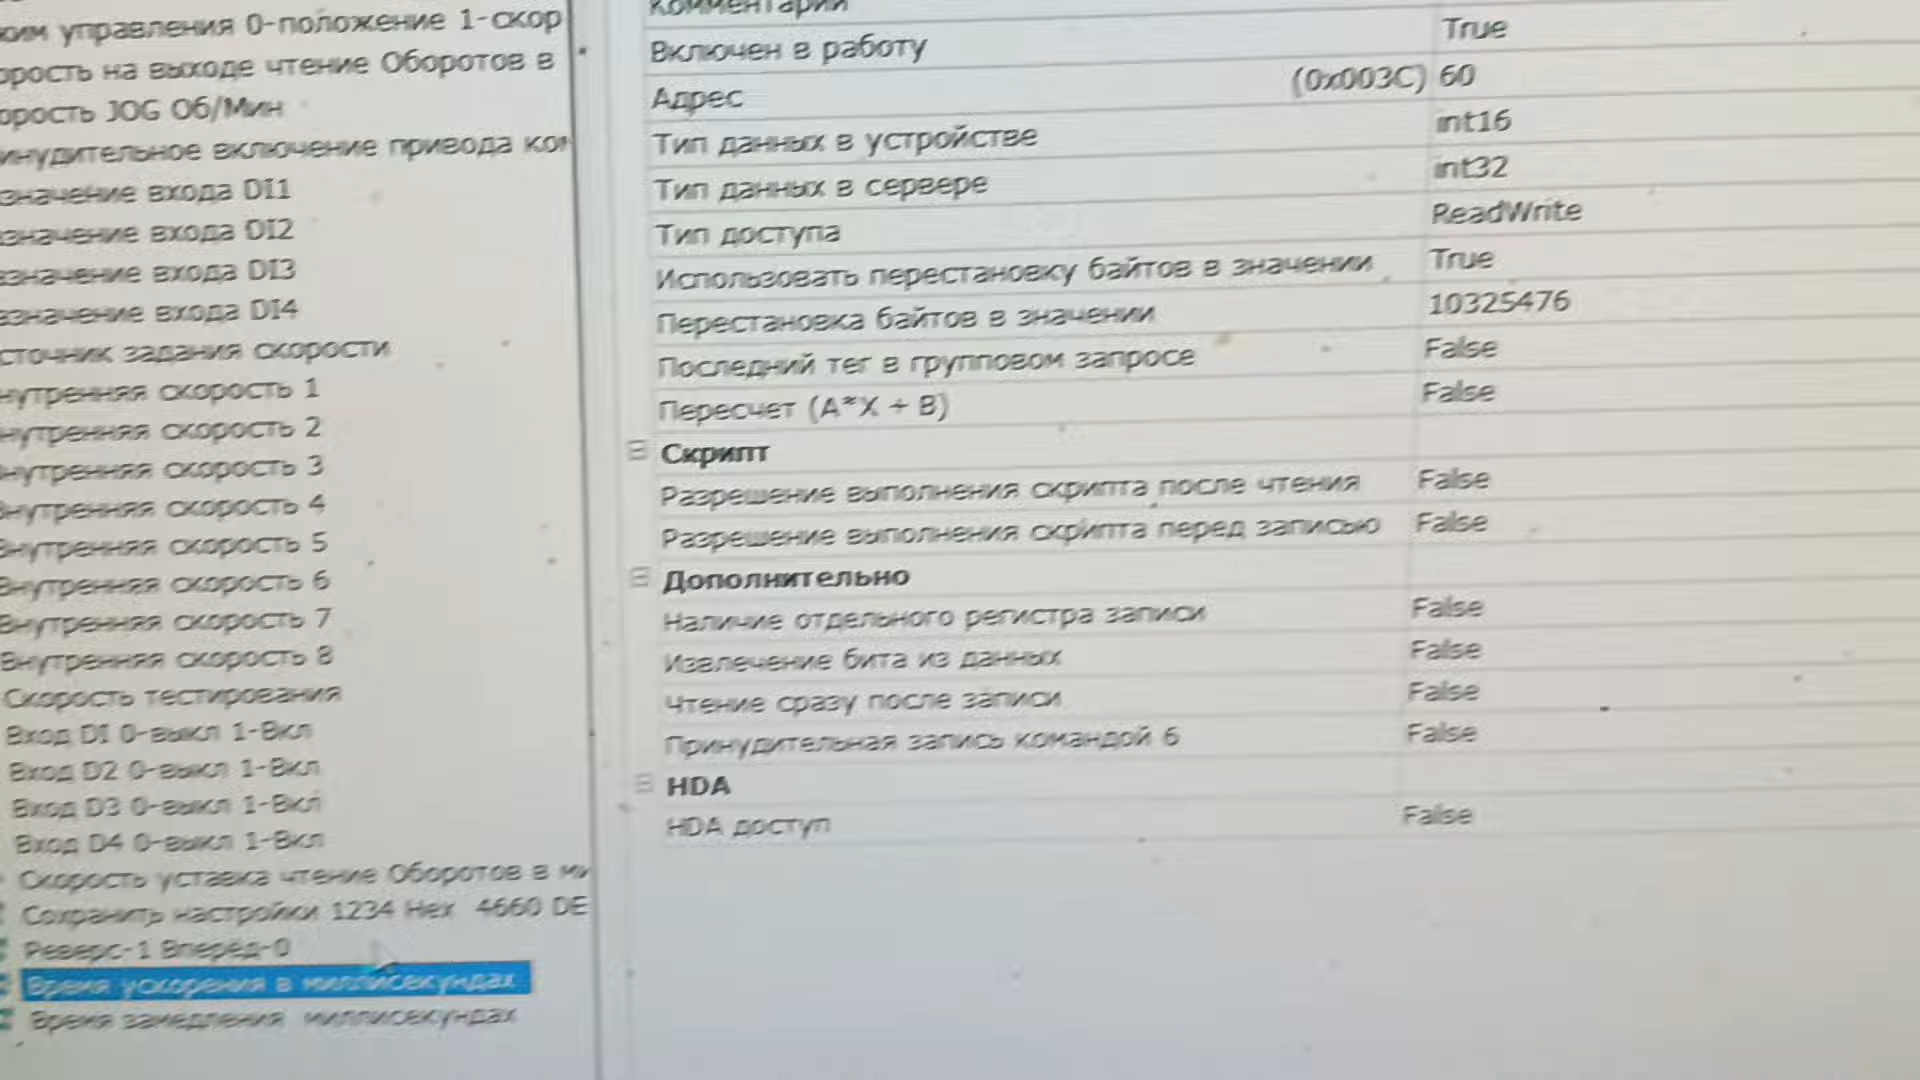 ким управления 0-положение 1-скор
орость на выходе чтение Оборотов в
орость JOG Об/Мин
инудительное включение привода ком
значение входа DI1
азначение входа DI2
азначение входа DI3
азначение входа DI4
сточник задания скорости
нутренняя скорость 1
нутренняя скорость 2
нутренняя скорость 3
Внутренняя скорость 4
Внутренняя скорость 5
Внутренняя скорость 6
Внутренняя скорость 7
Внутренняя скорость 8
Скорость тестирования
Вход DI 0-выкл 1-Вкл
Вход D2 0-выкл 1-Вкл
Вход D3 0-выкл 1-Вкл
Вход D4 0-выкл 1-Вкл
Скорость уставка чтение Оборотов в ми
Сохранить настройки 1234 Hex 4660 DE
Реверс-1 Вперед-0
Время ускорения в миллисекундах
Время замедления миллисекундах
Комментарий
Включен в работу True
Адрес (0x003C) 60
Тип данных в устройстве int16
Тип данных в сервере int32
Тип доступа ReadWrite
Использовать перестановку байтов в значении True
Перестановка байтов в значении 10325476
Последний тег в групповом запросе False
Пересчет (A*X + B) False
Скрипт
Разрешение выполнения скрипта после чтения False
Разрешение выполнения скрипта перед записью False
Дополнительно
Наличие отдельного регистра записи False
Извлечение бита из данных False
Чтение сразу после записи False
Принудительная запись командой 6 False
HDA
HDA доступ False